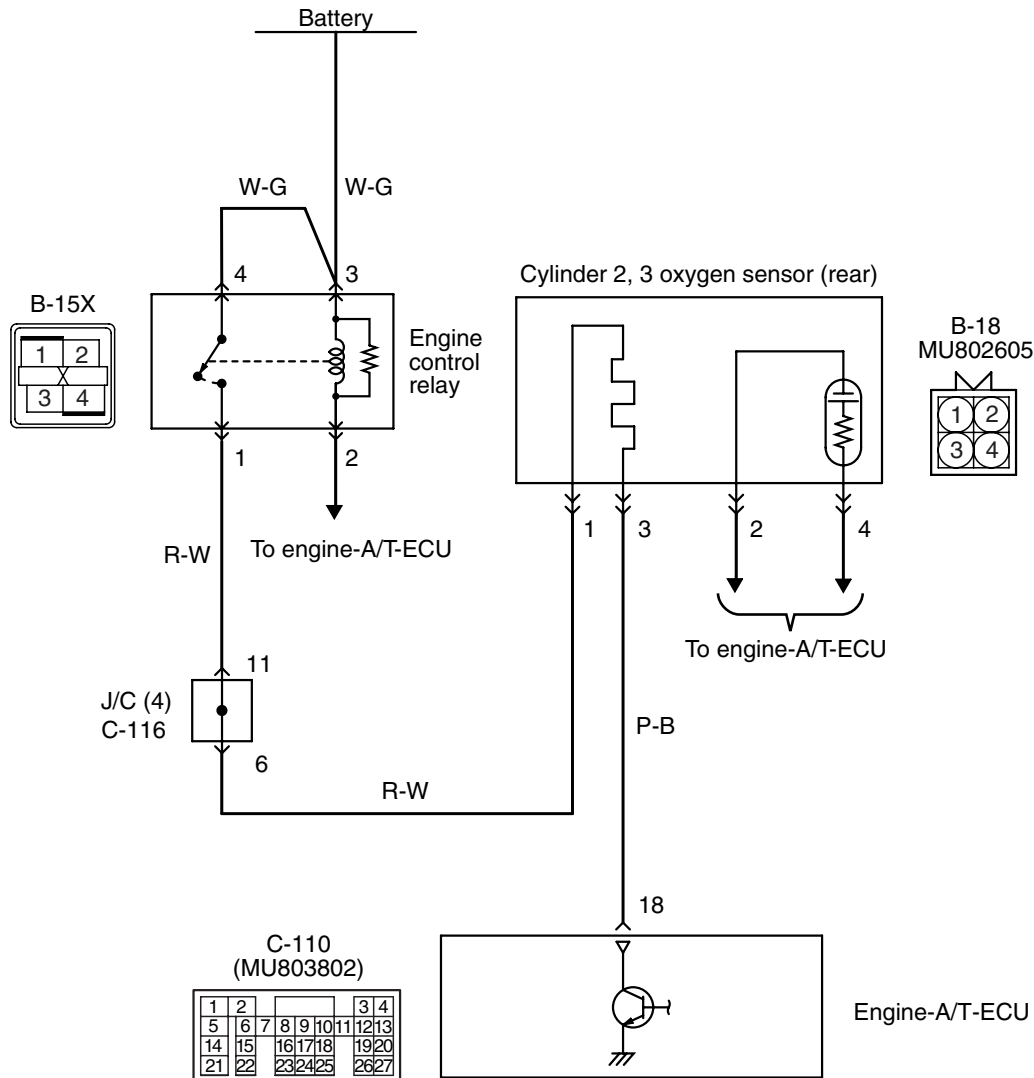 Battery
W-G
W-G
4
3
B-15X
1 2
3 4
Engine
control
relay
1
2
R-W
To engine-A/T-ECU
Cylinder 2, 3 oxygen sensor (rear)
B-18
MU802605
1 2
3 4
1
3
2
4
To engine-A/T-ECU
11
J/C (4)
C-116
6
R-W
P-B
18
C-110
(MU803802)
1 2 3 4
5 6 7 8 9 10 11 12 13
14 15 16 17 18 19 20
21 22 23 24 25 26 27
Engine-A/T-ECU